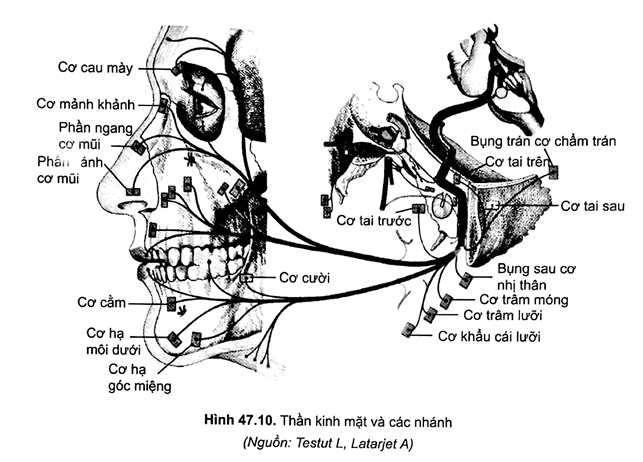 Cơ cau mày
Cơ mảnh khảnh
Phần ngang
cơ mũi
Phần ánh
cơ mũi
Bụng trán cơ chẩm trán
Cơ tai trên
Cơ tai trước
Cơ tai sau
Cơ cười
Bụng sau cơ
nhị thân
Cơ cằm
Cơ trâm móng
Cơ trâm lưỡi
Cơ hạ
môi dưới
Cơ khẩu cái lưỡi
Cơ hạ
góc miệng
Hình 47.10. Thần kinh mặt và các nhánh
(Nguồn: Testut L, Latarjet A)